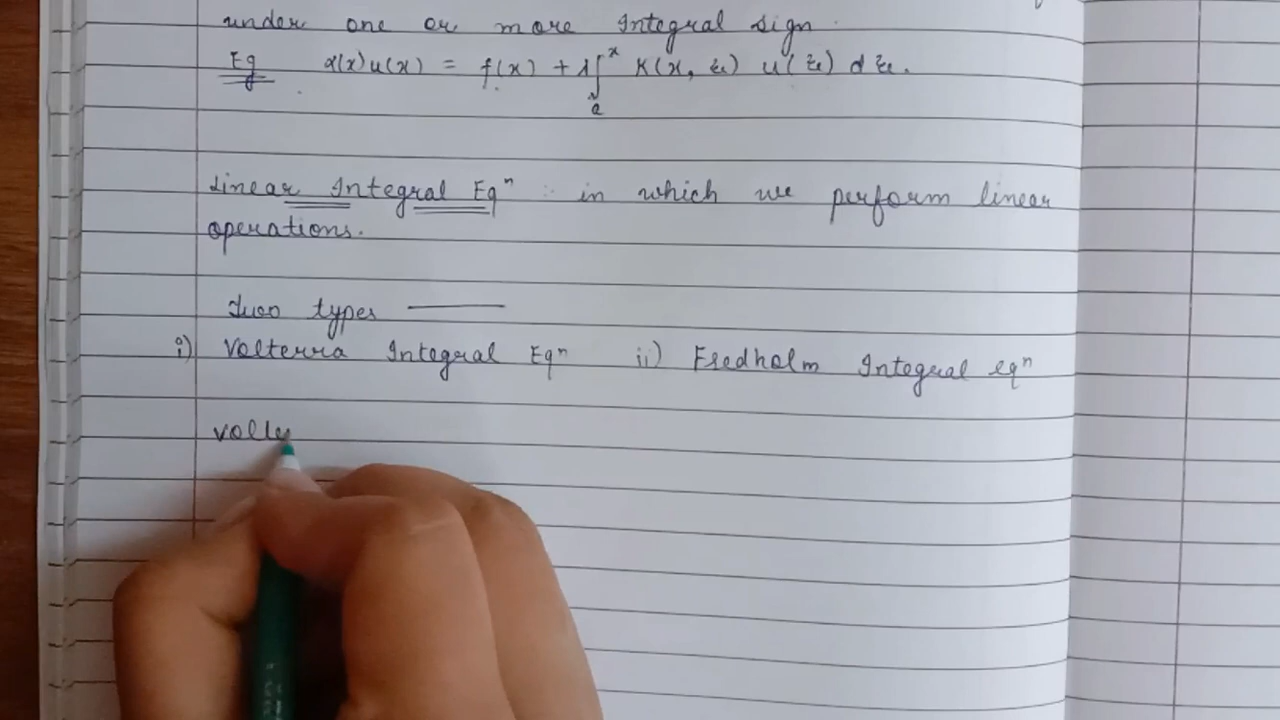 under one or more Integral sign
Eg α(x)u(x) = f(x) + λ∫ₐˣ K(x, ξ) u(ξ) dξ.
Linear Integral Eqⁿ : in which we perform linear
operations.
Two types ——
i) Volterra Integral Eqⁿ ii) Fredholm Integral eqⁿ
volte